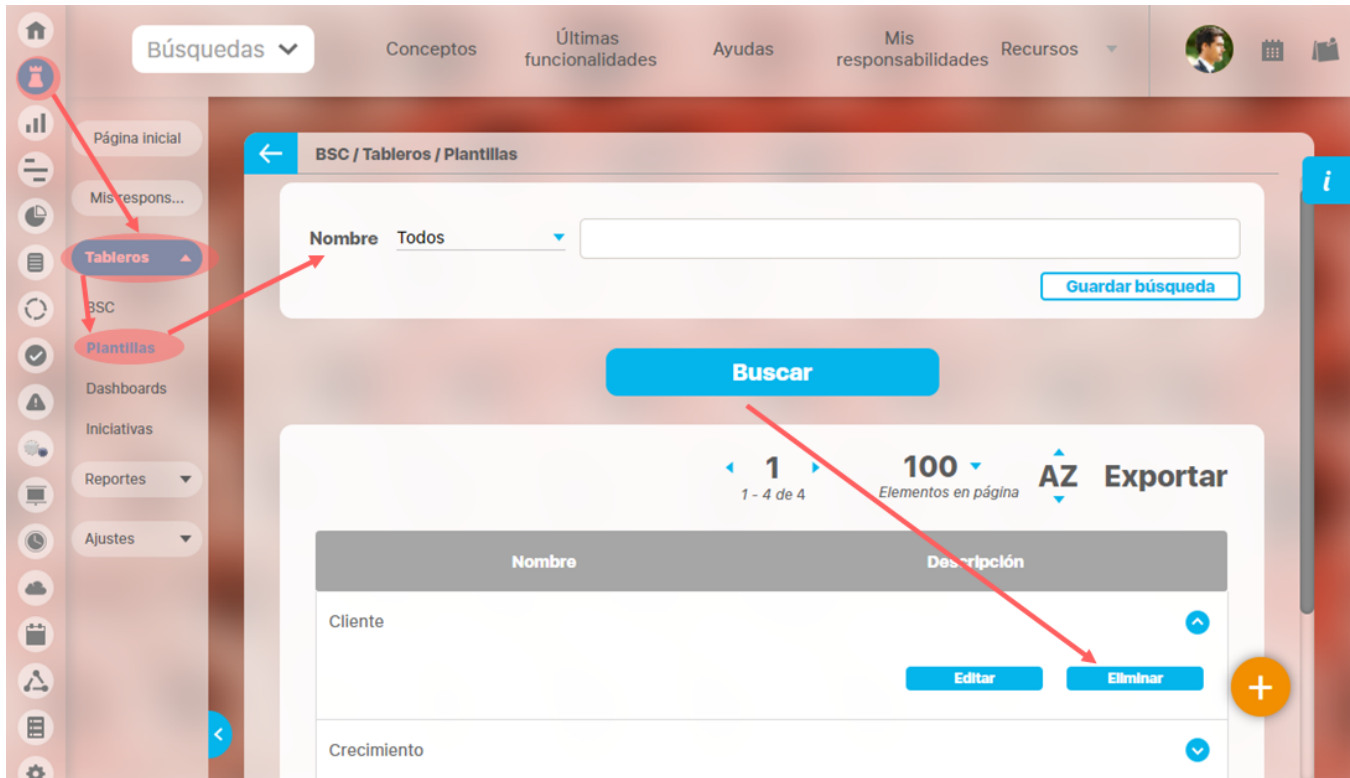 Búsquedas
Conceptos
Últimas
funcionalidades
Ayudas
Mis
responsabilidades
Recursos
Página inicial
Mis respons...
Tableros
BSC
Plantillas
Dashboards
Iniciativas
Reportes
Ajustes
BSC / Tableros / Plantillas
i
Nombre Todos
Guardar búsqueda
Buscar
1
1 - 4 de 4
100
Elementos en página
AZ
Exportar
Nombre Descripción
Cliente
Editar Eliminar
+
Crecimiento